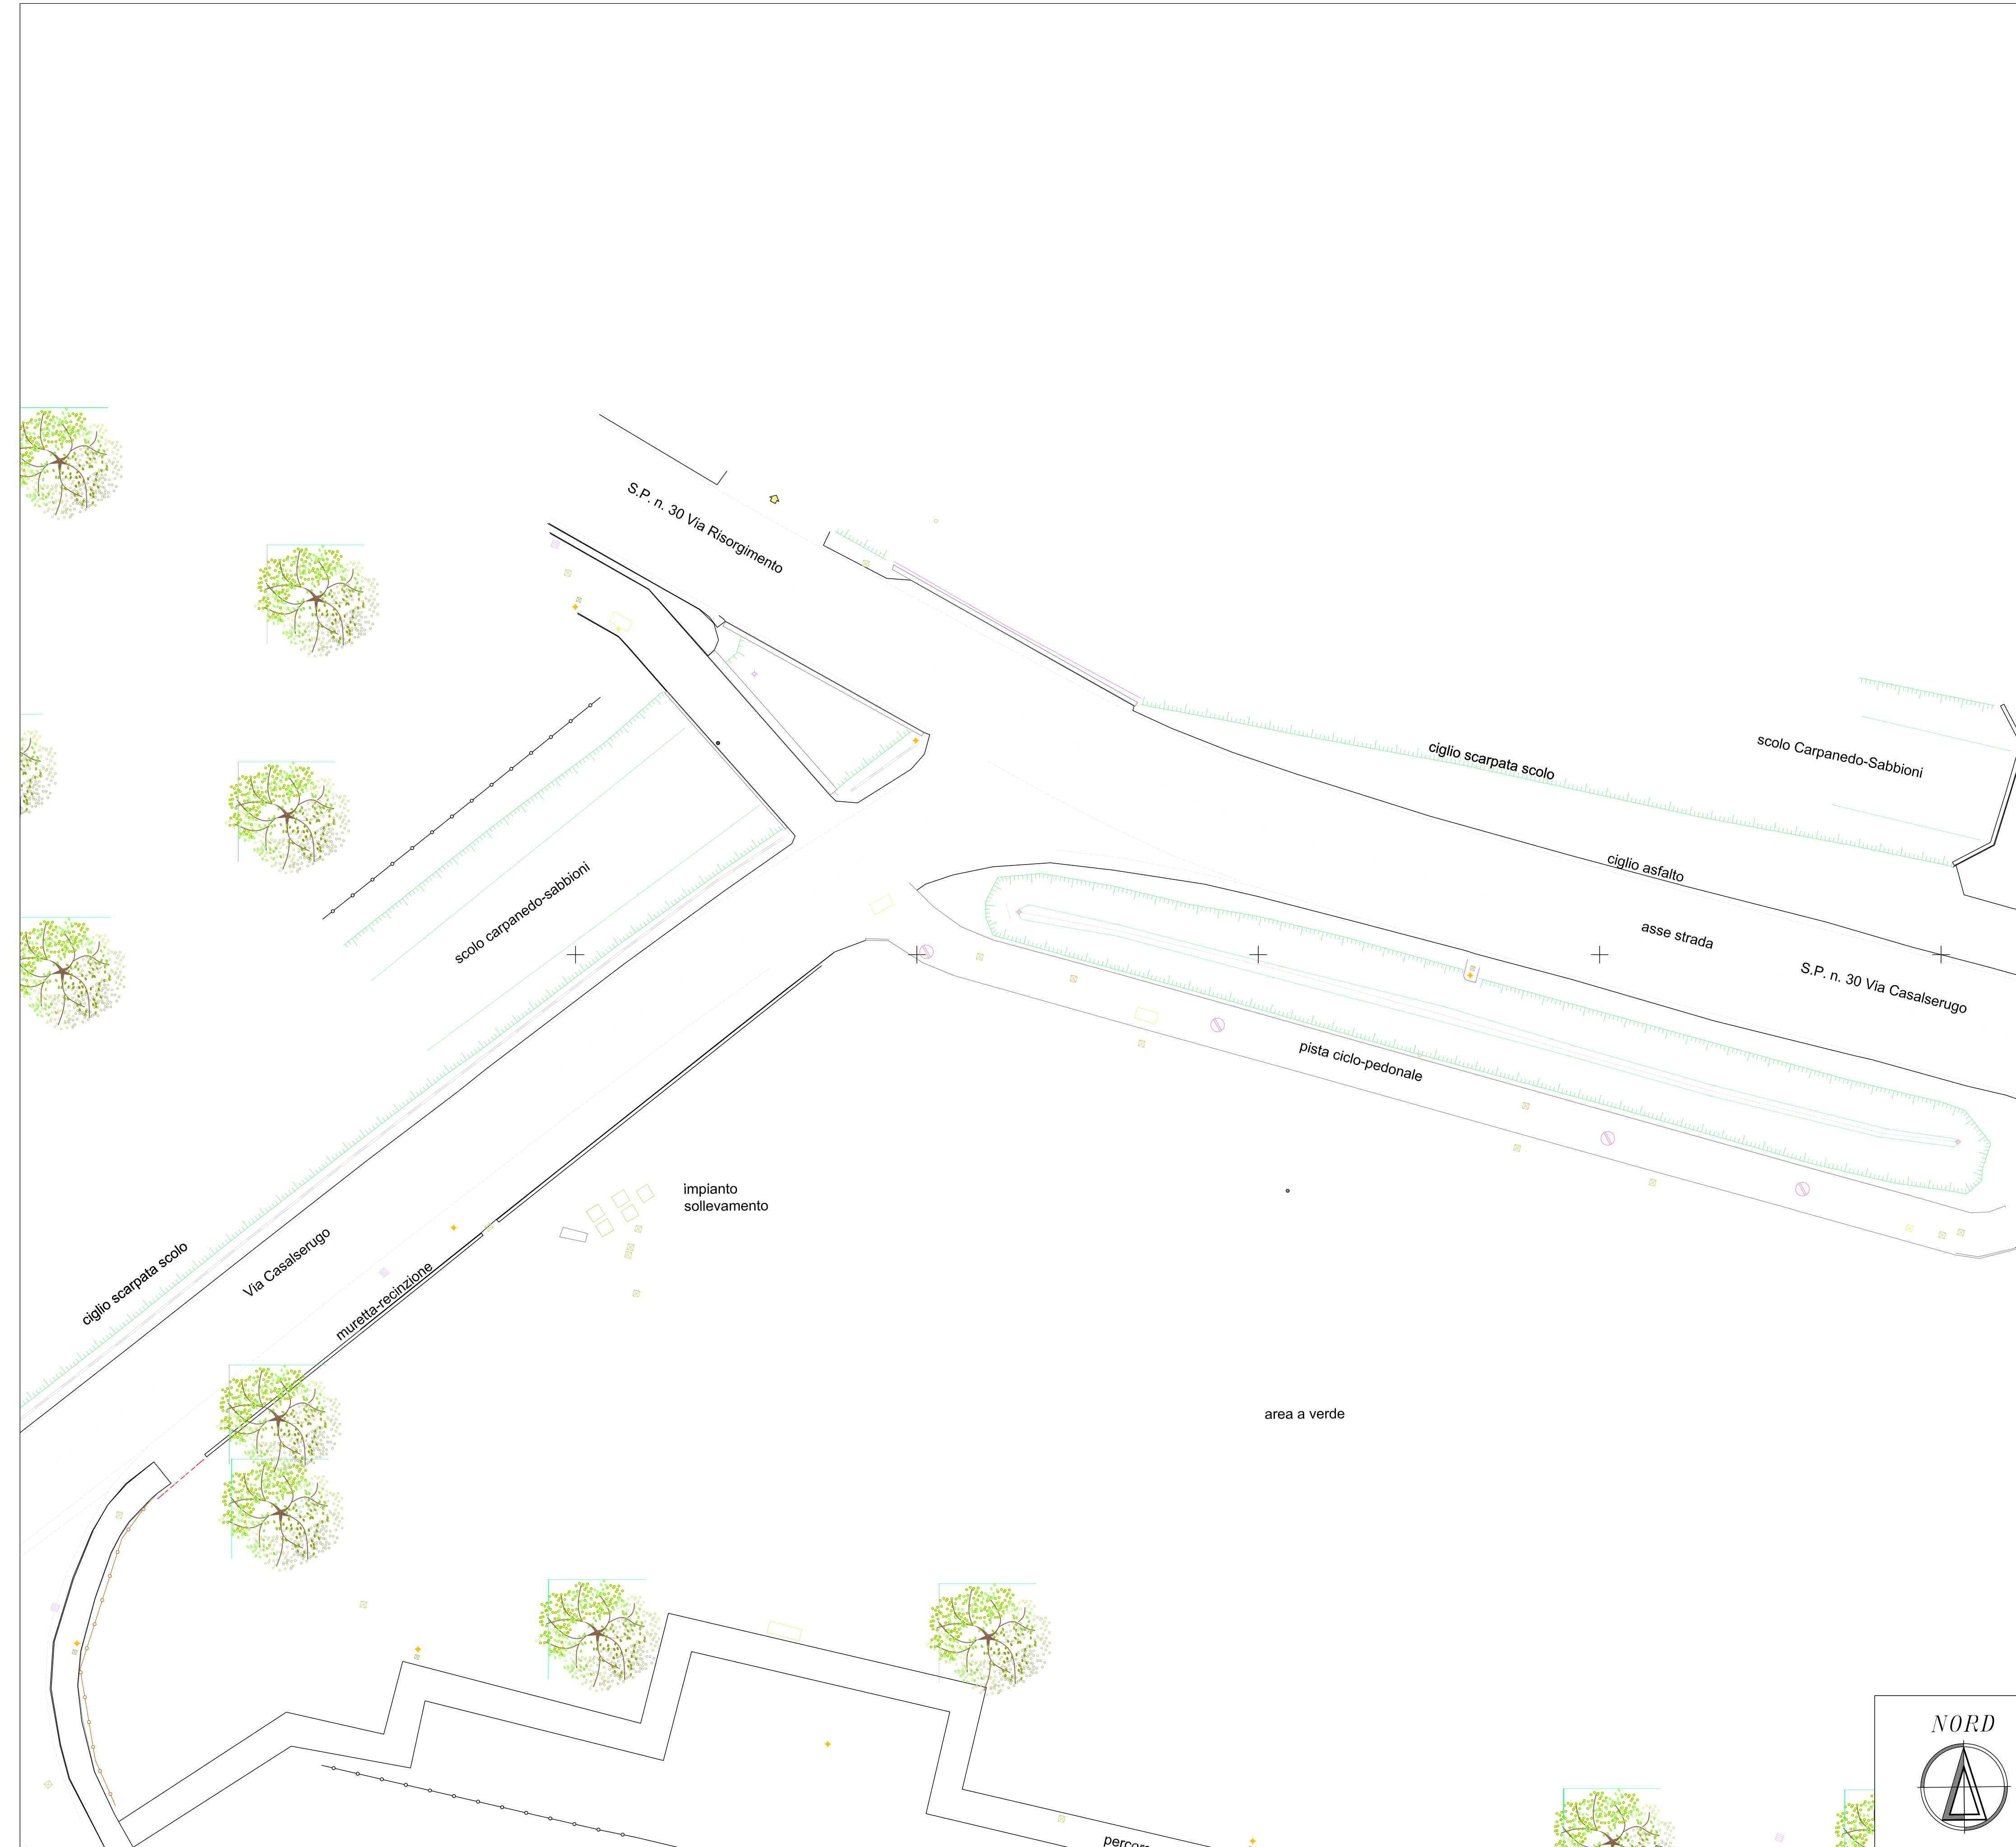 S.P. n. 30 Via Risorgimento
ciglio scarpata scolo
scolo Carpanedo-Sabbioni
ciglio asfalto
asse strada
S.P. n. 30 Via Casalserugo
scolo carpanedo-sabbioni
pista ciclo-pedonale
impianto
sollevamento
ciglio scarpata scolo
Via Casalserugo
muretta-recinzione
area a verde
NORD